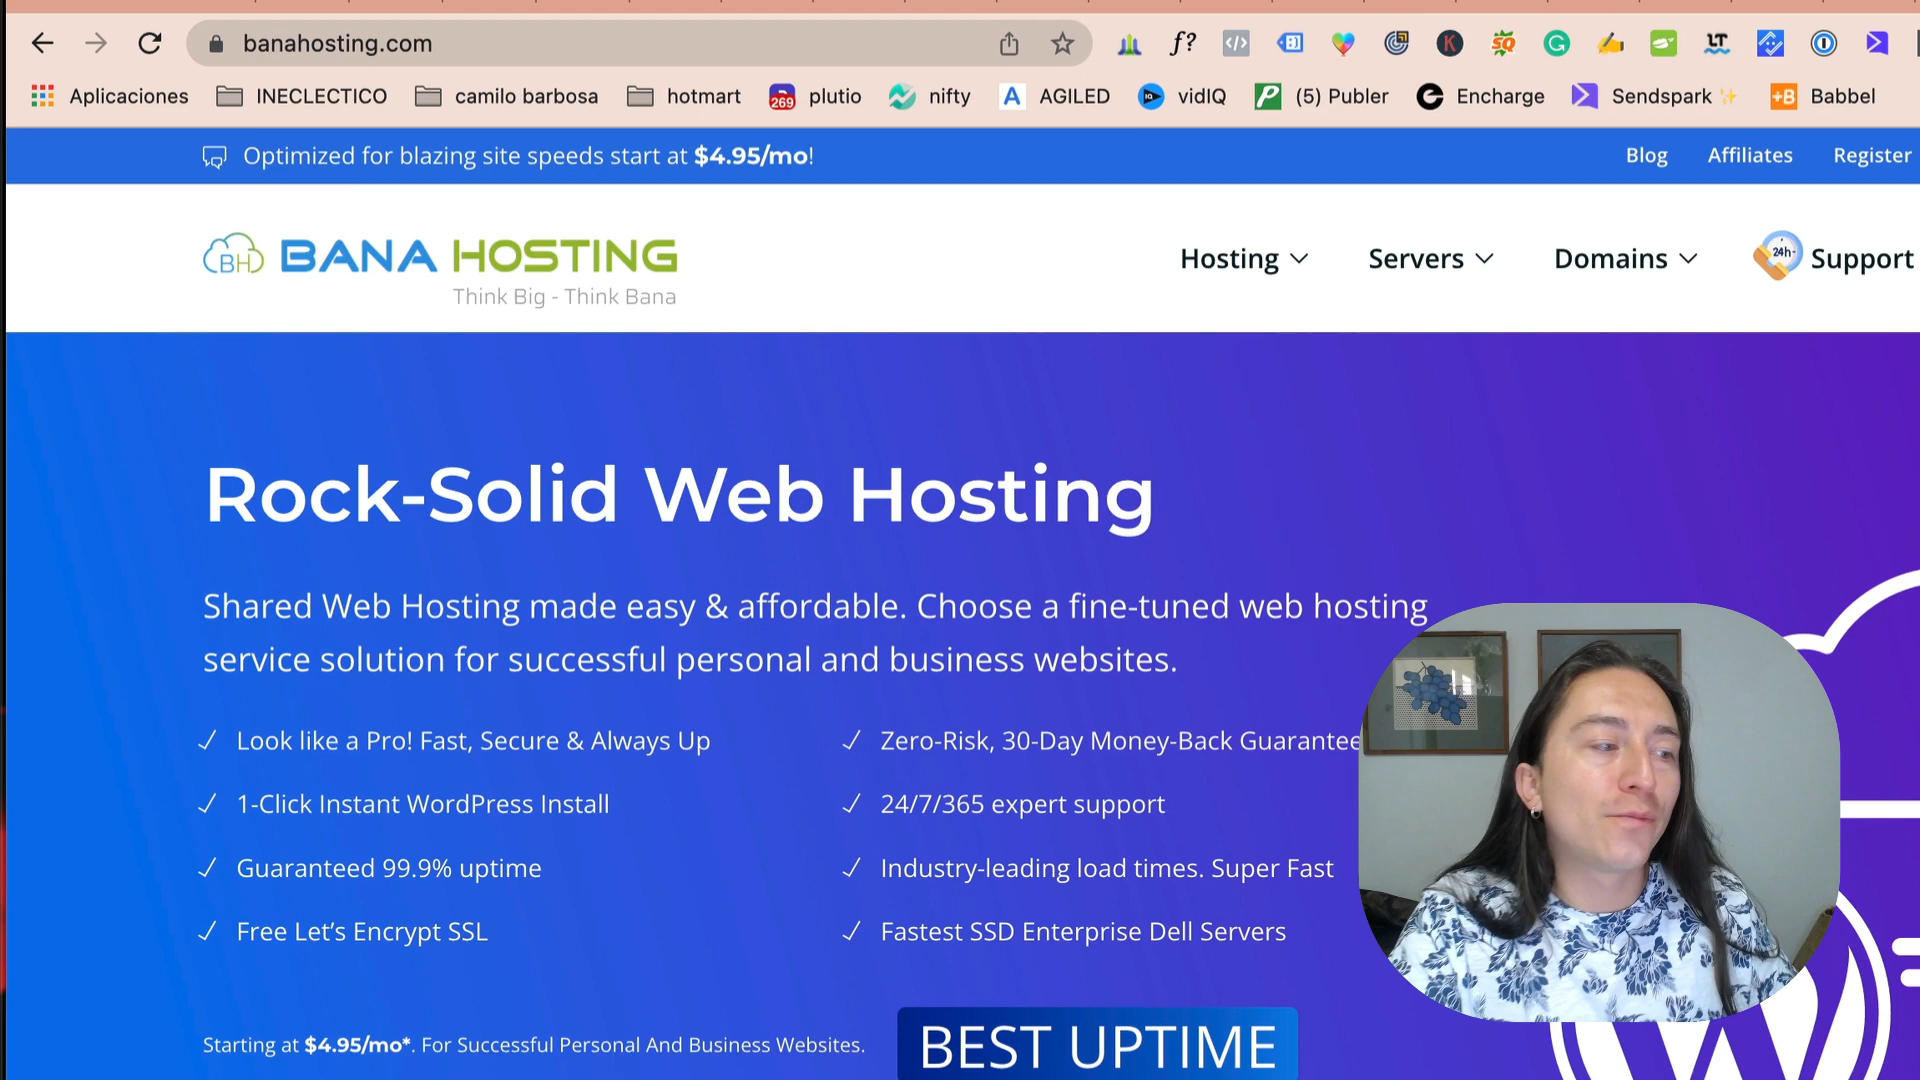 banahosting.com
f?
Aplicaciones INECLECTICO camilo barbosa hotmart 269 plutio nifty A AGILED vidIQ P (5) Publer Encharge Sendspark +B Babbel
Optimized for blazing site speeds start at $4.95/mo! Blog Affiliates Register
BH BANA HOSTING
Think Big - Think Bana
Hosting Servers Domains 24h Support
Rock-Solid Web Hosting
Shared Web Hosting made easy & affordable. Choose a fine-tuned web hosting
service solution for successful personal and business websites.
Look like a Pro! Fast, Secure & Always Up
Zero-Risk, 30-Day Money-Back Guarantee
1-Click Instant WordPress Install
24/7/365 expert support
Guaranteed 99.9% uptime
Industry-leading load times. Super Fast
Free Let's Encrypt SSL
Fastest SSD Enterprise Dell Servers
Starting at $4.95/mo*. For Successful Personal And Business Websites.
BEST UPTIME